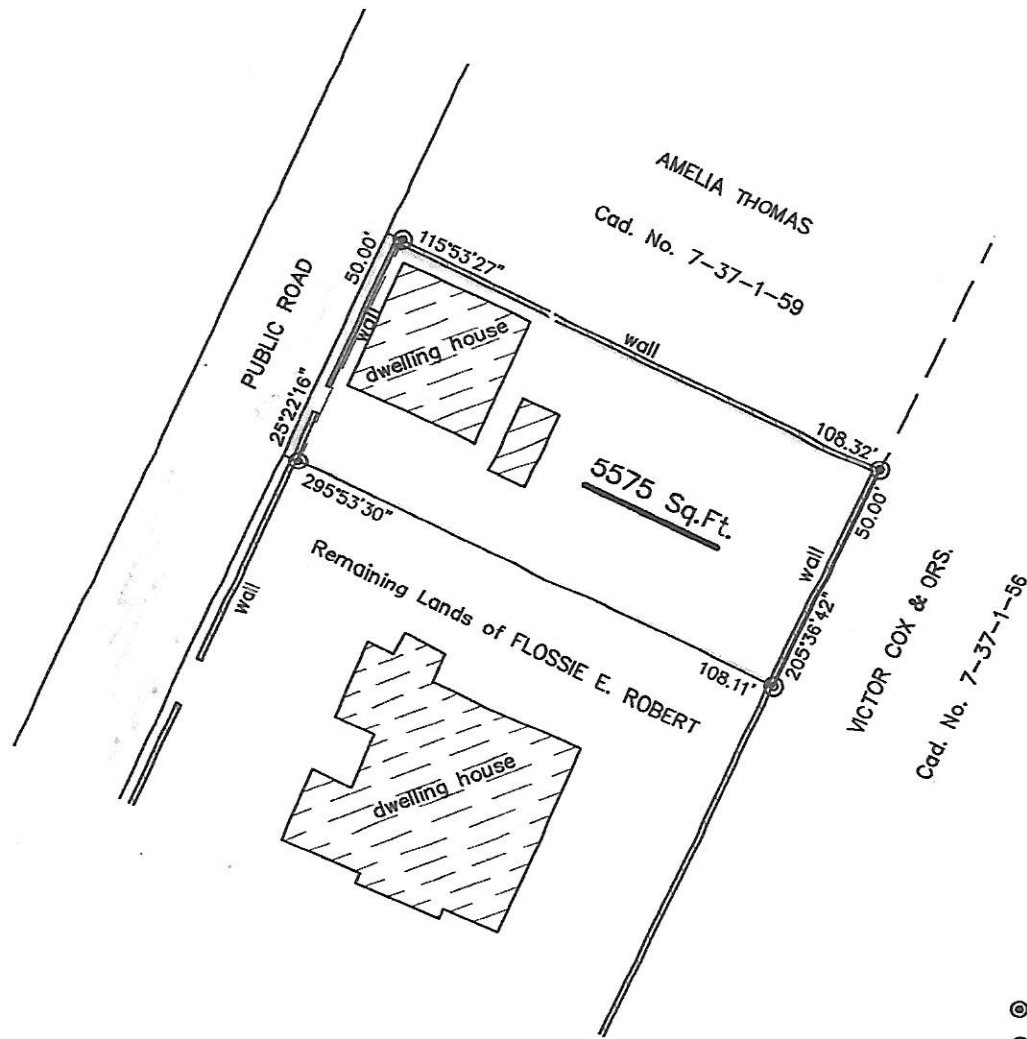 AMELIA THOMAS
Cad. No. 7-37-1-59
PUBLIC ROAD
50.00'
115°53'27"
wall
wall
dwelling house
108.32'
25°22'16"
5575 Sq.Ft.
50.00'
wall
295°53'30"
205°36'42"
108.11'
Remaining Lands of FLOSSIE E. ROBERT
wall
VICTOR COX & ORS.
Cad. No. 7-37-1-56
dwelling house